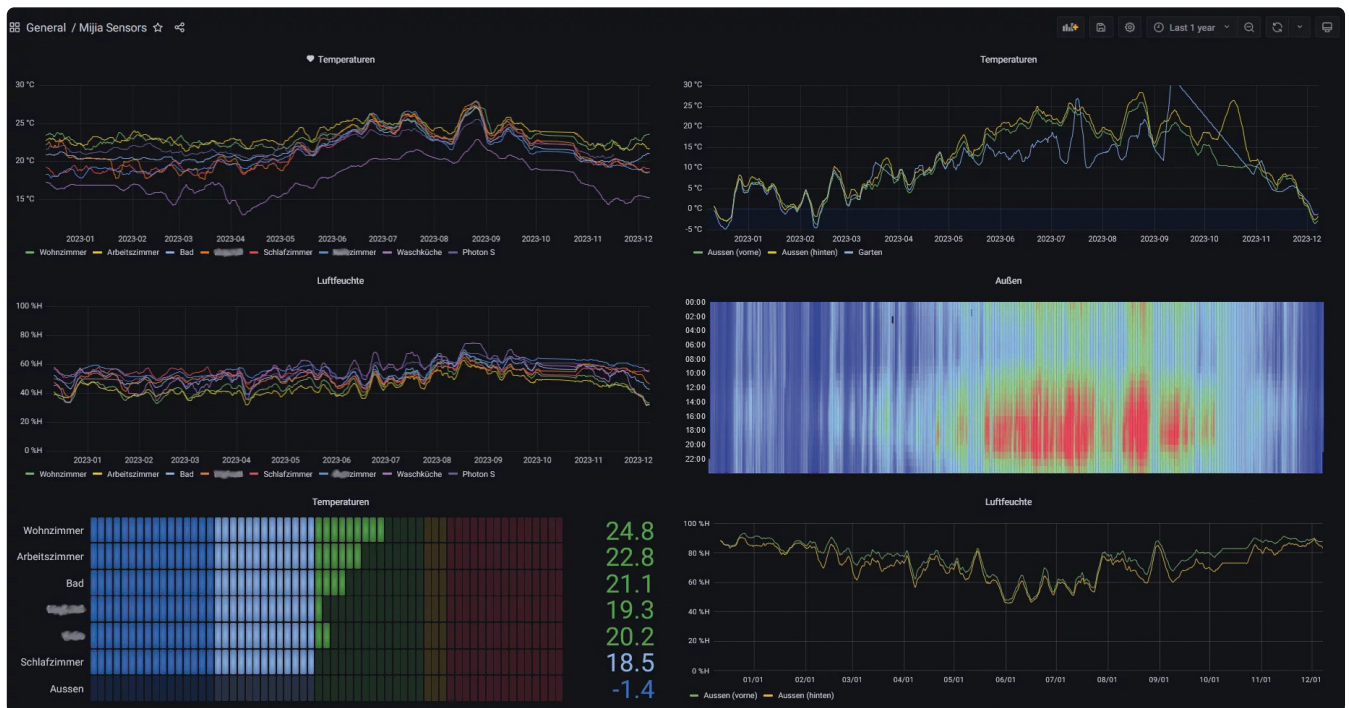 General / Mijia Sensors
Last 1 year
Temperaturen
30 °C
25 °C
20 °C
15 °C
2023-01 2023-02 2023-03 2023-04 2023-05 2023-06 2023-07 2023-08 2023-09 2023-10 2023-11 2023-12
Wohnzimmer Arbeitszimmer Bad Schlafzimmer zimmer Waschküche Photon S
Temperaturen
30 °C
25 °C
20 °C
15 °C
10 °C
5 °C
0 °C
-5 °C
2023-01 2023-02 2023-03 2023-04 2023-05 2023-06 2023-07 2023-08 2023-09 2023-10 2023-11 2023-12
Aussen (vorne) Aussen (hinten) Garten
Luftfeuchte
100 %H
80 %H
60 %H
40 %H
20 %H
0 %H
2023-01 2023-02 2023-03 2023-04 2023-05 2023-06 2023-07 2023-08 2023-09 2023-10 2023-11 2023-12
Wohnzimmer Arbeitszimmer Bad Schlafzimmer zimmer Waschküche Photon S
Außen
00:00
02:00
04:00
06:00
08:00
10:00
12:00
14:00
16:00
18:00
20:00
22:00
Temperaturen
Wohnzimmer 24.8
Arbeitszimmer 22.8
Bad 21.1
19.3
20.2
Schlafzimmer 18.5
Aussen -1.4
Luftfeuchte
100 %H
80 %H
60 %H
40 %H
20 %H
0 %H
01/01 02/01 03/01 04/01 05/01 06/01 07/01 08/01 09/01 10/01 11/01 12/01
Aussen (vorne) Aussen (hinten)